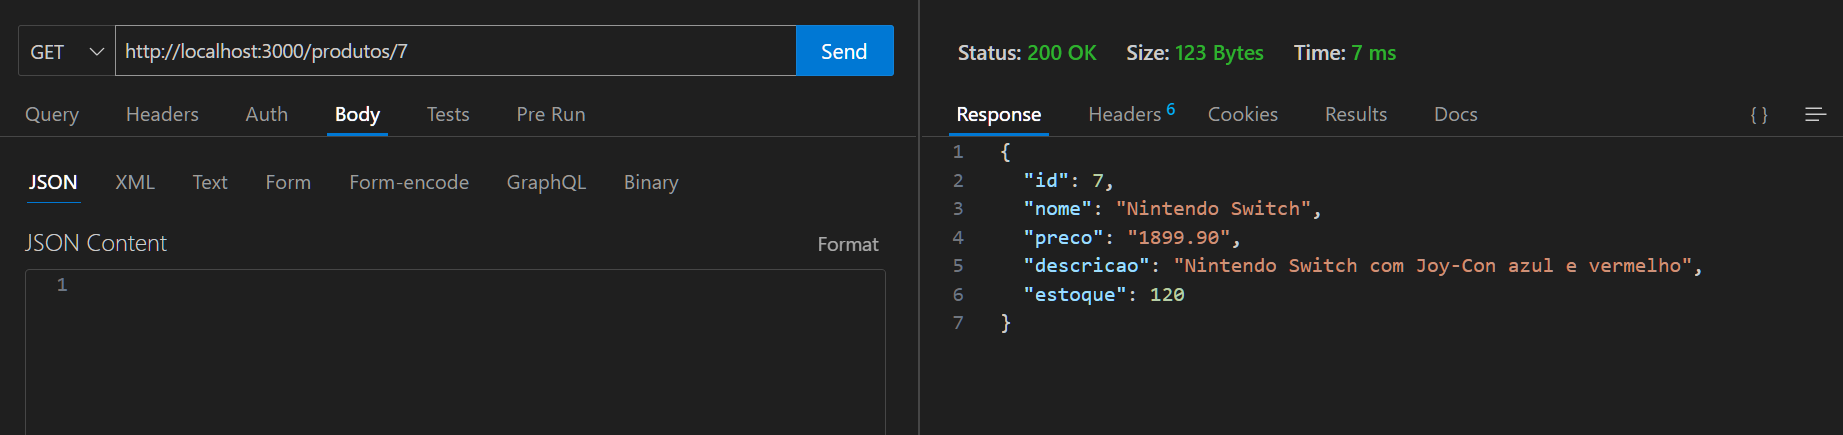 GET http://localhost:3000/produtos/7 Send
Query Headers Auth Body Tests Pre Run
JSON XML Text Form Form-encode GraphQL Binary
JSON Content Format
1
Status: 200 OK Size: 123 Bytes Time: 7 ms
Response Headers 6 Cookies Results Docs { }
1 {
2 "id": 7,
3 "nome": "Nintendo Switch",
4 "preco": "1899.90",
5 "descricao": "Nintendo Switch com Joy-Con azul e vermelho",
6 "estoque": 120
7 }